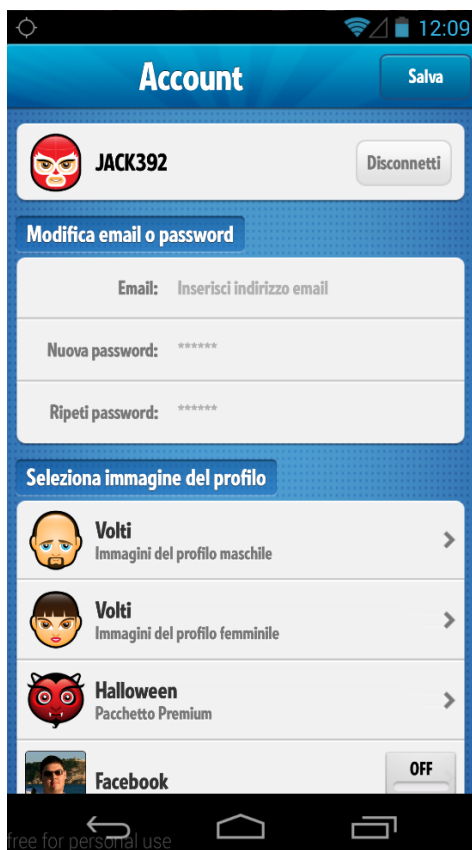 12:09
Account
Salva
JACK392
Disconnetti
Modifica email o password
Email: Inserisci indirizzo email
Nuova password: ******
Ripeti password: ******
Seleziona immagine del profilo
Volti
Immagini del profilo maschile
Volti
Immagini del profilo femminile
Halloween
Pacchetto Premium
Facebook
OFF
free for personal use